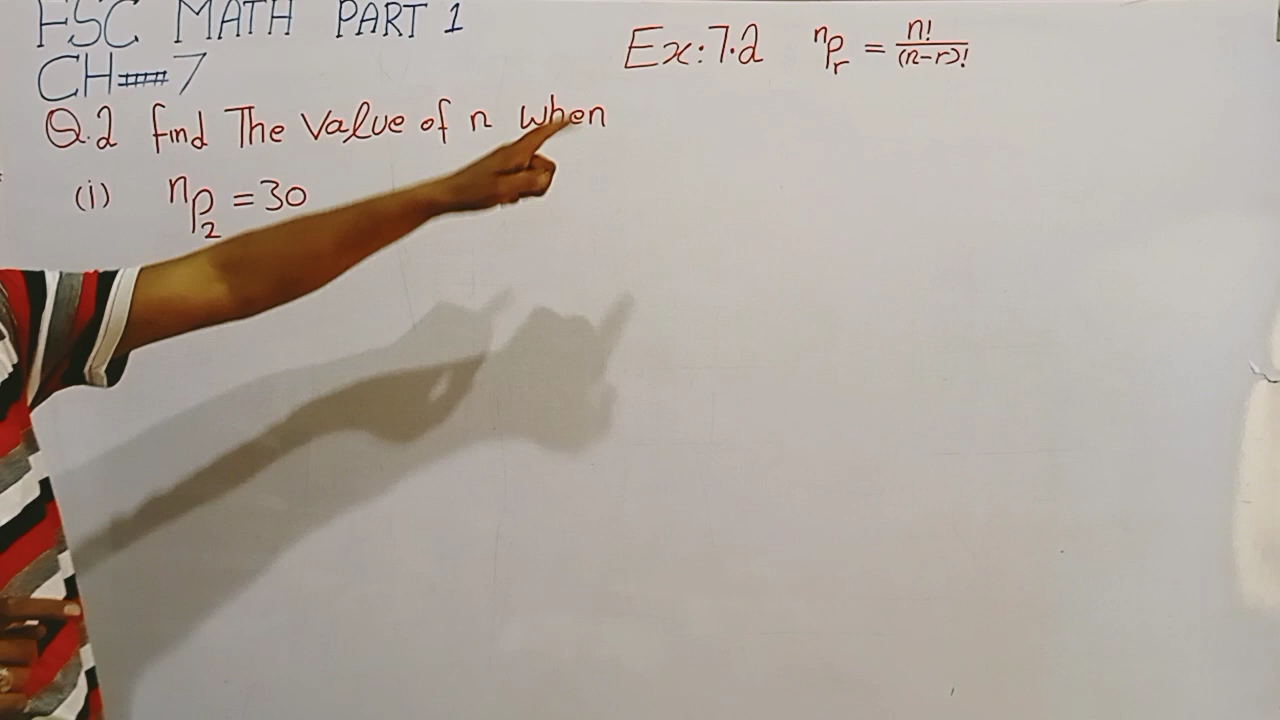 FSC MATH PART 1
CH 7
Ex: 7.2 ⁿPᵣ = n!/(n-r)!
Q.2 find The Value of n when
(i) ⁿP₂ = 30